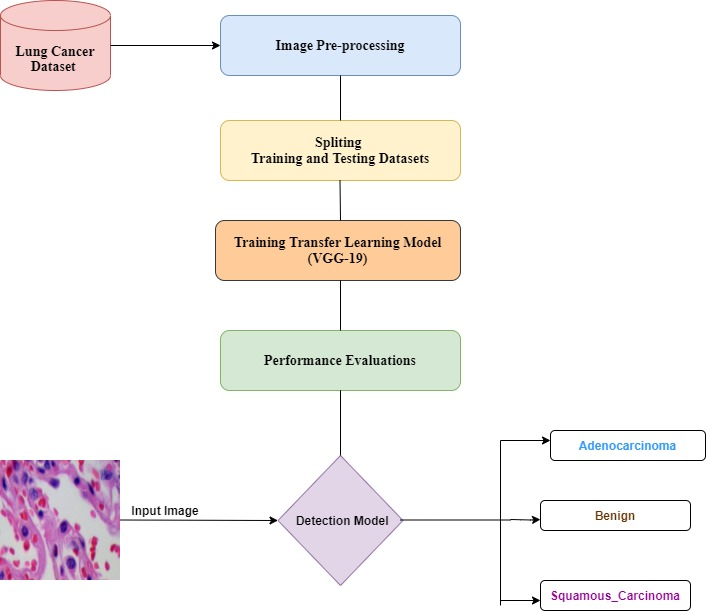 Lung Cancer
Dataset
Image Pre-processing
Spliting
Training and Testing Datasets
Training Transfer Learning Model
(VGG-19)
Performance Evaluations
Input Image
Detection Model
Adenocarcinoma
Benign
Squamous_Carcinoma